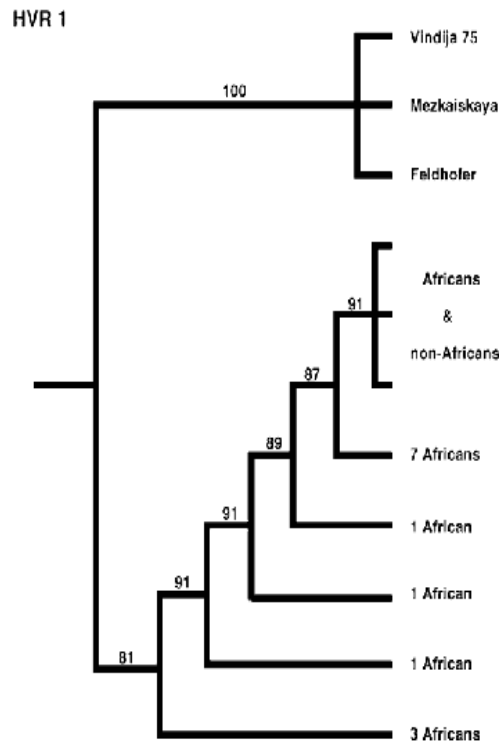 HVR 1
Vindija 75
100
Mezkaiskaya
Feldhofer
Africans
91
&
non-Africans
87
89
7 Africans
91
1 African
91
1 African
81
1 African
3 Africans